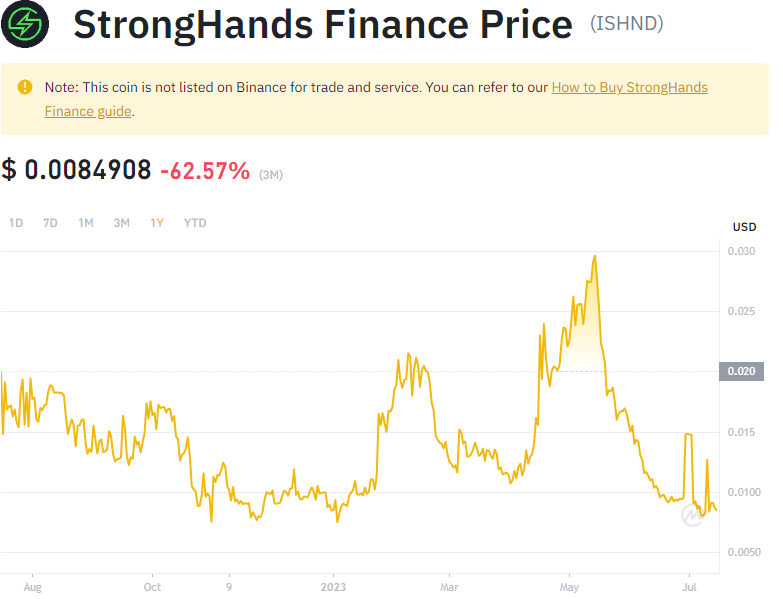 StrongHands Finance Price (ISHND)
Note: This coin is not listed on Binance for trade and service. You can refer to our How to Buy StrongHands
Finance guide.
$ 0.0084908 -62.57% (3M)
1D 7D 1M 3M 1Y YTD
USD
0.030
0.025
0.020
0.015
0.0100
0.0050
Aug Oct 9 2023 Mar May Jul